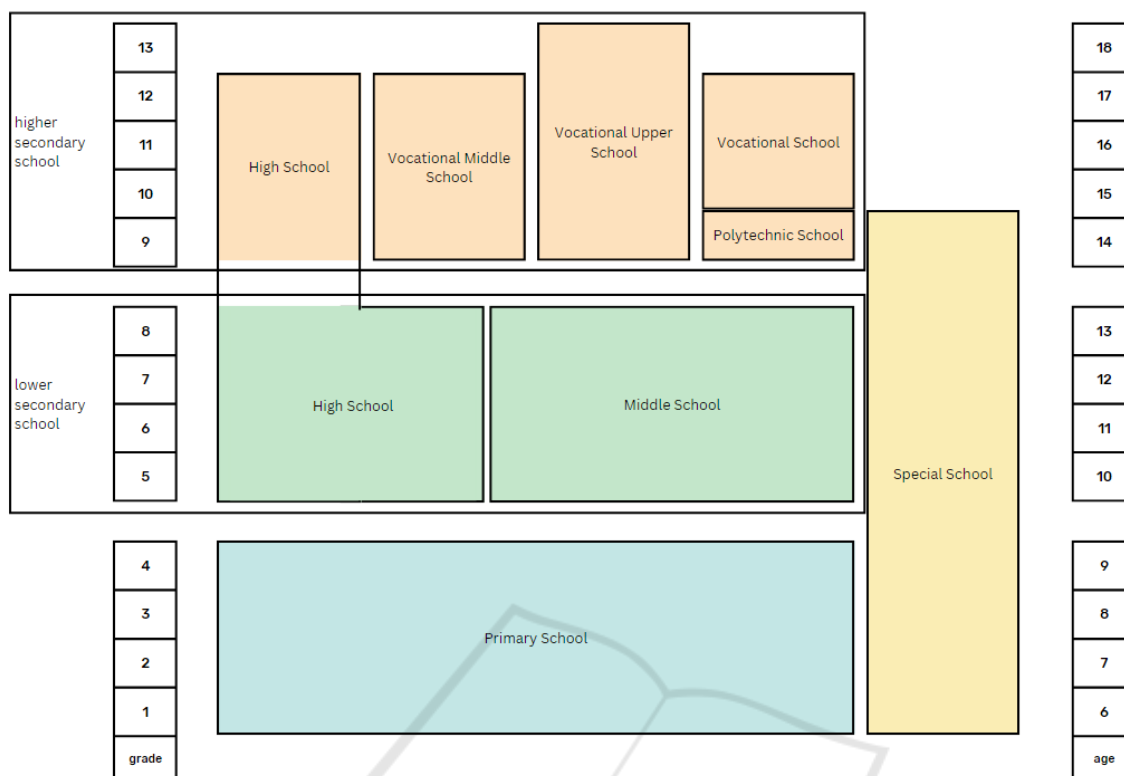 13
18
12
17
higher
secondary
school
11
High School
Vocational Middle
School
Vocational Upper
School
Vocational School
16
10
15
9
Polytechnic School
14
8
13
lower
secondary
school
7
High School
Middle School
12
6
11
5
Special School
10
4
9
3
Primary School
8
2
7
1
6
grade
age